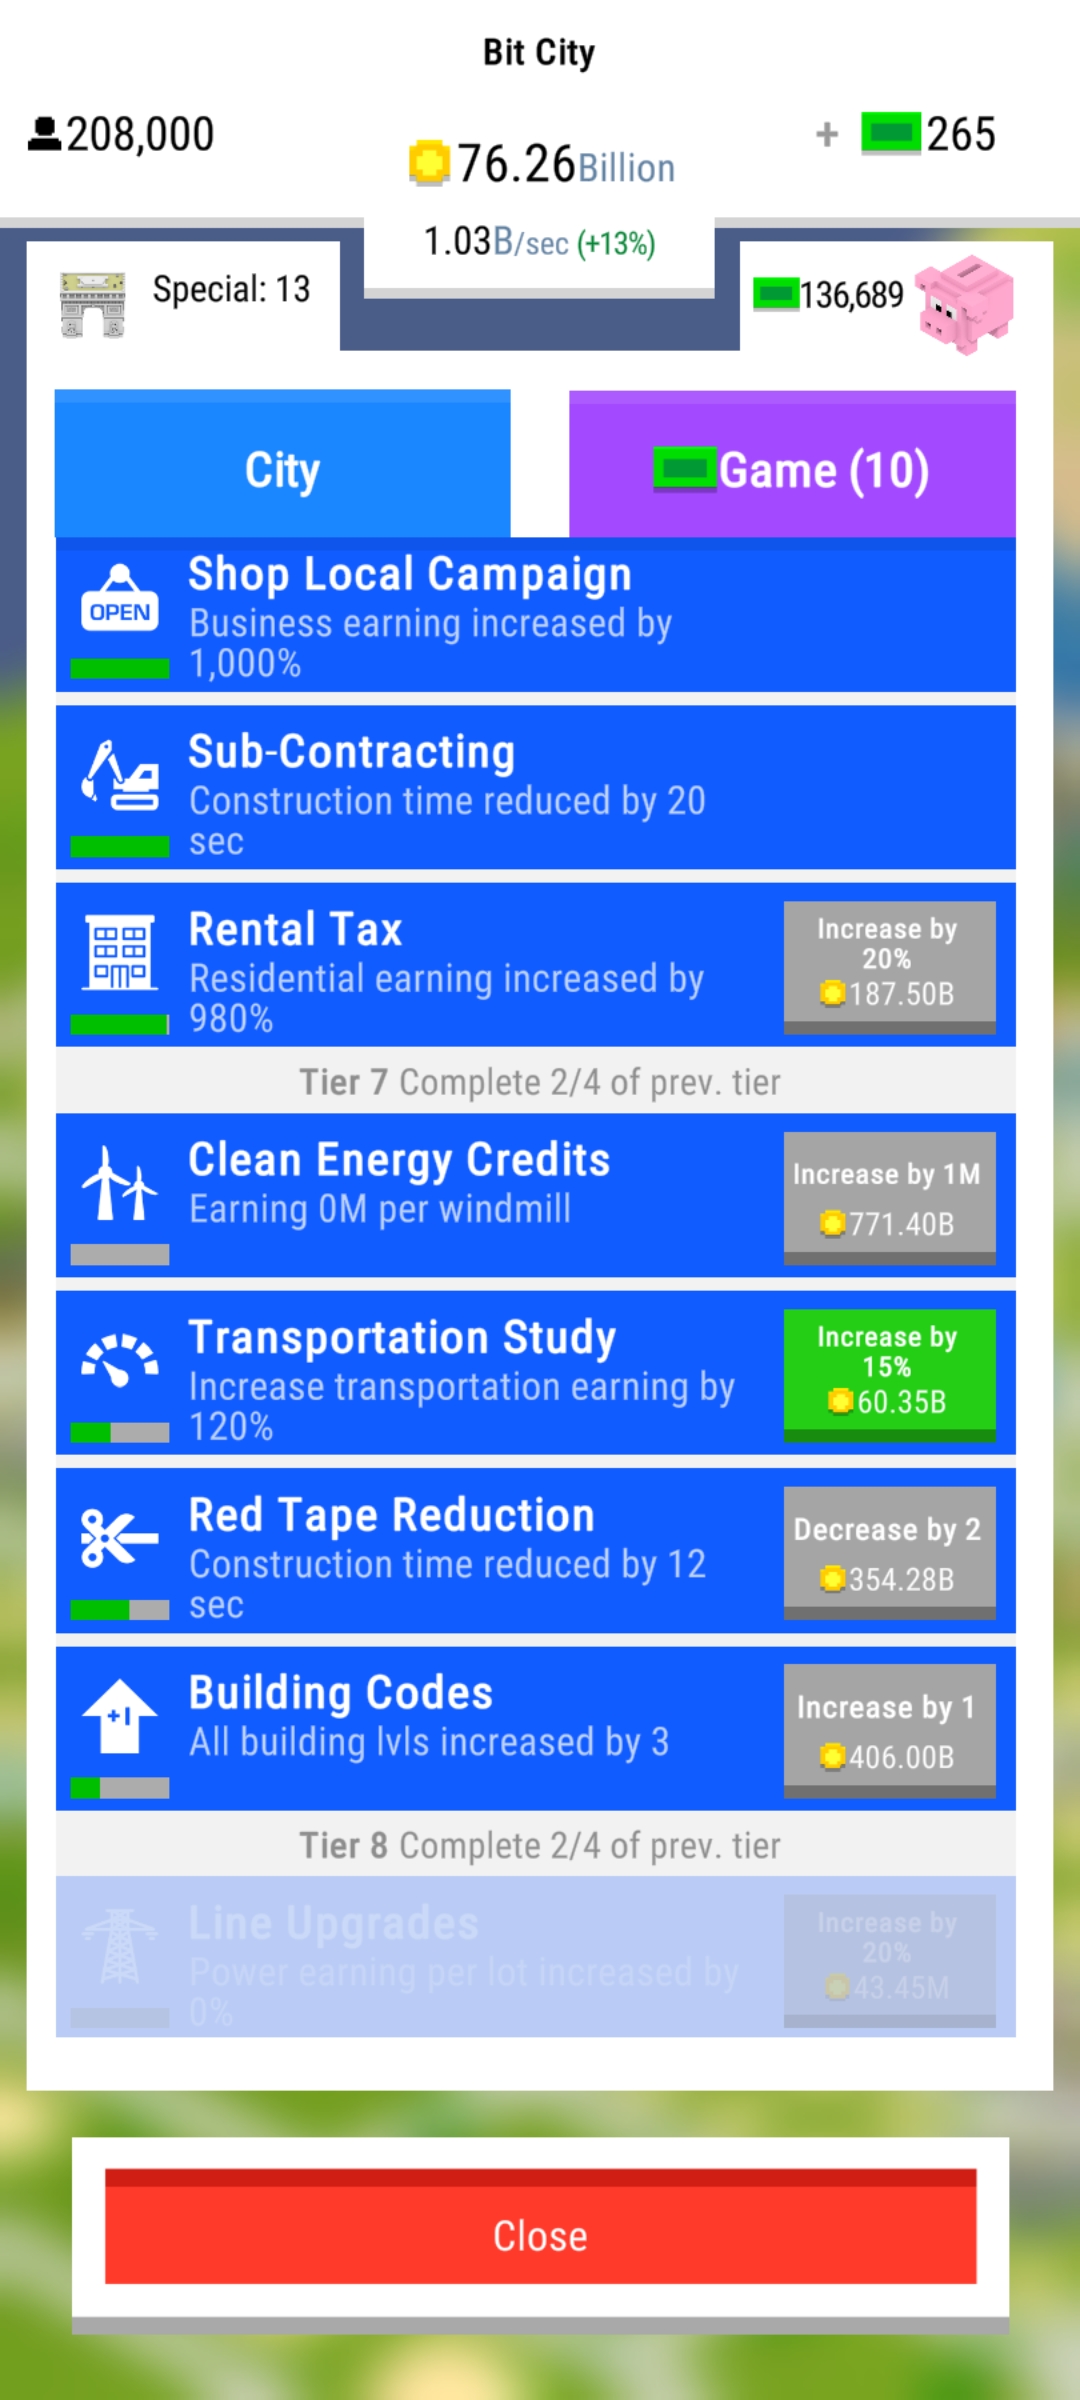 Bit City
208,000
76.26Billion
+ 265
1.03B/sec (+13%)
Special: 13
136,689
City
Game (10)
OPEN
Shop Local Campaign
Business earning increased by
1,000%
Sub-Contracting
Construction time reduced by 20
sec
Rental Tax
Residential earning increased by
980%
Increase by
20%
187.50B
Tier 7 Complete 2/4 of prev. tier
Clean Energy Credits
Earning 0M per windmill
Increase by 1M
771.40B
Transportation Study
Increase transportation earning by
120%
Increase by
15%
60.35B
Red Tape Reduction
Construction time reduced by 12
sec
Decrease by 2
354.28B
+1
Building Codes
All building lvls increased by 3
Increase by 1
406.00B
Tier 8 Complete 2/4 of prev. tier
Line Upgrades
Power earning per lot increased by
0%
Increase by
20%
43.45M
Close